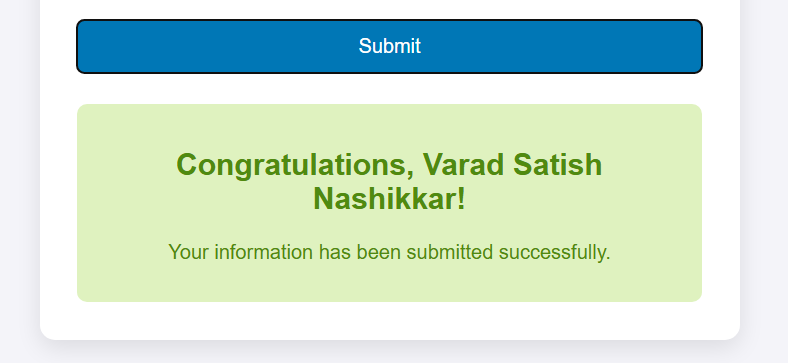 Submit
Congratulations, Varad Satish
Nashikkar!
Your information has been submitted successfully.